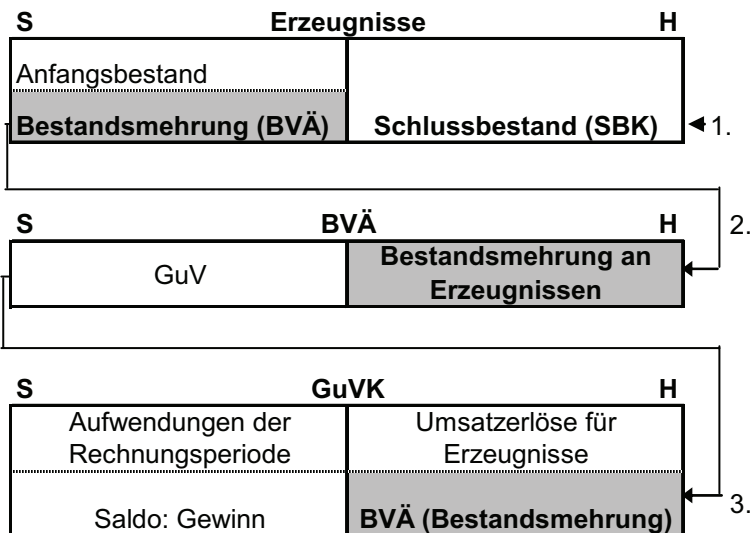 S Erzeugnisse H
Anfangsbestand
Bestandsmehrung (BVÄ) Schlussbestand (SBK) 1.
S BVÄ H 2.
GuV Bestandsmehrung an
Erzeugnissen
S GuVK H
Aufwendungen der Umsatzerlöse für
Rechnungsperiode Erzeugnisse
Saldo: Gewinn BVÄ (Bestandsmehrung) 3.